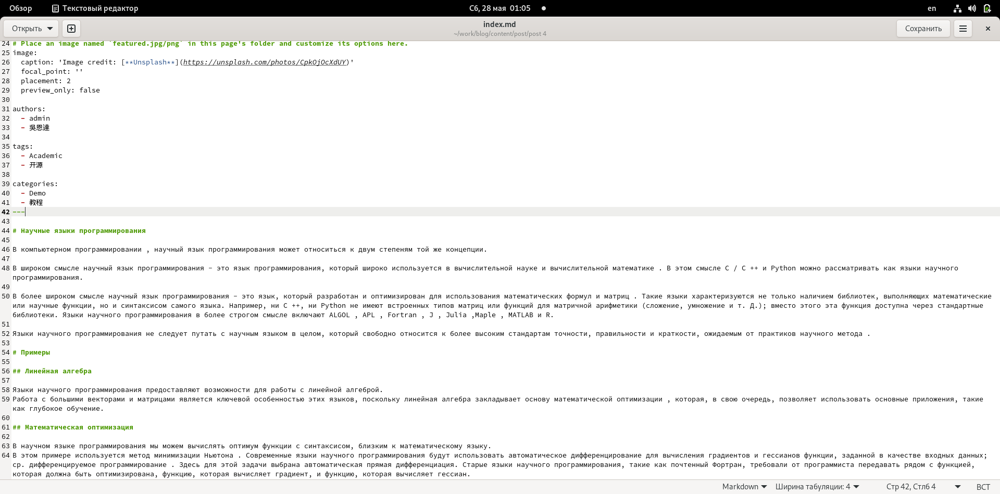 Обзор Текстовый редактор Сб, 28 мая 01:05 en
Открыть index.md Сохранить
~/work/blog/content/post/post 4
24 # Place an image named `featured.jpg/png` in this page's folder and customize its options here.
25 image:
26 caption: 'Image credit: [**Unsplash**](https://unsplash.com/photos/CpkOjOcXdUY)'
27 focal_point: ''
28 placement: 2
29 preview_only: false
30
31 authors:
32 - admin
33 - 吳恩達
34
35 tags:
36 - Academic
37 - 开源
38
39 categories:
40 - Demo
41 - 教程
42 ---
43
44 # Научные языки программирования
45
46 В компьютерном программировании , научный язык программирования может относиться к двум степеням той же концепции.
47
48 В широком смысле научный язык программирования - это язык программирования, который широко используется в вычислительной науке и вычислительной математике . В этом смысле C / C ++ и Python можно рассматривать как языки научного
программирования.
49
50 В более широком смысле научный язык программирования - это язык, который разработан и оптимизирован для использования математических формул и матриц . Такие языки характеризуются не только наличием библиотек, выполняющих математические
или научные функции, но и синтаксисом самого языка. Например, ни C ++, ни Python не имеют встроенных типов матриц или функций для матричной арифметики (сложение, умножение и т. Д.); вместо этого эта функция доступна через стандартные
библиотеки. Языки научного программирования в более строгом смысле включают ALGOL , APL , Fortran , J , Julia ,Maple , MATLAB и R.
51
52 Языки научного программирования не следует путать с научным языком в целом, который свободно относится к более высоким стандартам точности, правильности и краткости, ожидаемым от практиков научного метода .
53
54 # Примеры
55
56 ## Линейная алгебра
57
58 Языки научного программирования предоставляют возможности для работы с линейной алгеброй.
59 Работа с большими векторами и матрицами является ключевой особенностью этих языков, поскольку линейная алгебра закладывает основу математической оптимизации , которая, в свою очередь, позволяет использовать основные приложения, такие
как глубокое обучение.
60
61 ## Математическая оптимизация
62
63 В научном языке программирования мы можем вычислять оптимум функции с синтаксисом, близким к математическому языку.
64 В этом примере используется метод минимизации Ньютона . Современные языки научного программирования будут использовать автоматическое дифференцирование для вычисления градиентов и гессианов функции, заданной в качестве входных данных;
ср. дифференцируемое программирование . Здесь для этой задачи выбрана автоматическая прямая дифференциация. Старые языки научного программирования, такие как почтенный Фортран, требовали от программиста передавать рядом с функцией,
которая должна быть оптимизирована, функцию, которая вычисляет градиент, и функцию, которая вычисляет гессиан.
Markdown Ширина табуляции: 4 Стр 42, Стлб 4 ВСТ